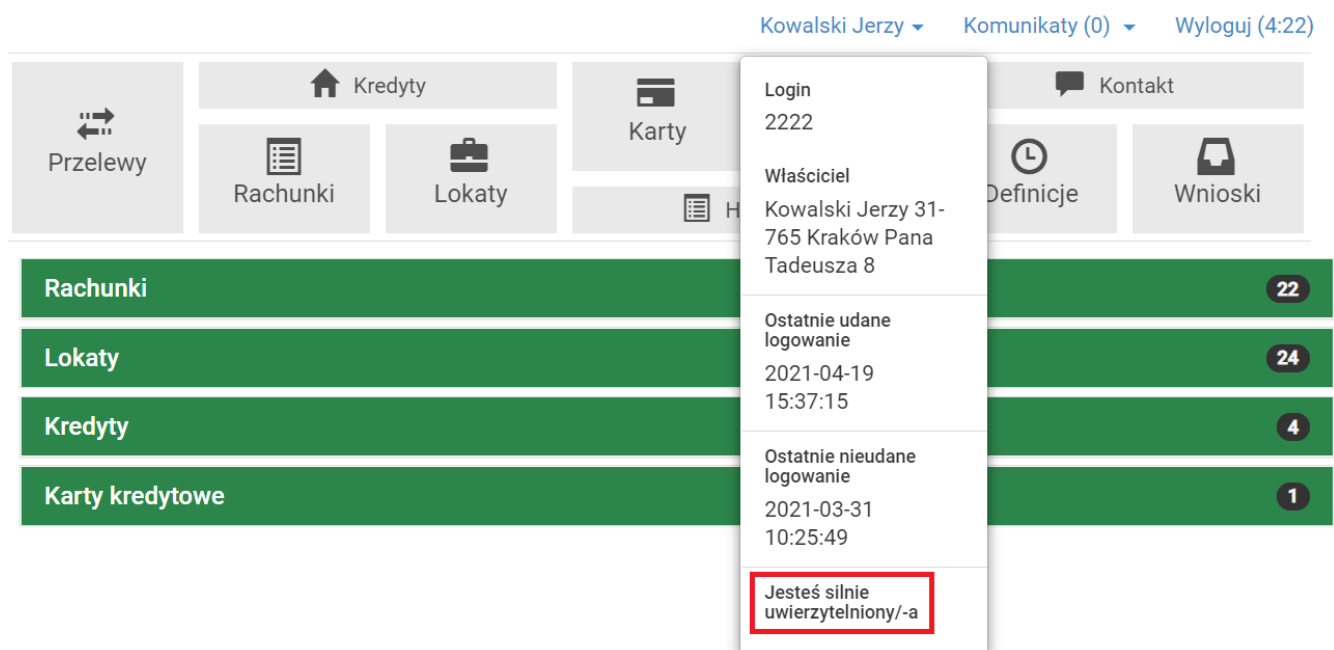 Kowalski Jerzy
Komunikaty (0)
Wyloguj (4:22)
Przelewy
Kredyty
Rachunki
Lokaty
Karty
H
Kontakt
Definicje
Wnioski
Login
2222
Właściciel
Kowalski Jerzy 31-
765 Kraków Pana
Tadeusza 8
Ostatnie udane
logowanie
2021-04-19
15:37:15
Ostatnie nieudane
logowanie
2021-03-31
10:25:49
Jesteś silnie
uwierzytelniony/-a
Rachunki 22
Lokaty 24
Kredyty 4
Karty kredytowe 1